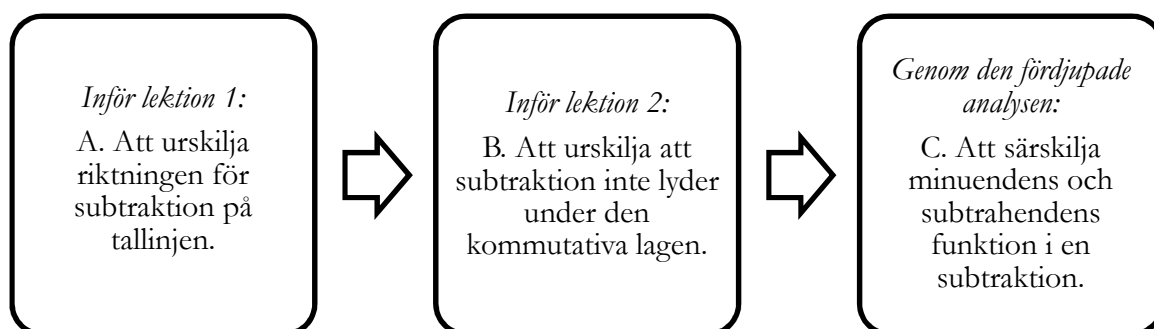 Inför lektion 1:
A. Att urskilja
riktningen för
subtraktion på
tallinjen.
Inför lektion 2:
B. Att urskilja att
subtraktion inte lyder
under den
kommutativa lagen.
Genom den fördjupade
analysen:
C. Att särskilja
minuendens och
subtrahendens
funktion i en
subtraktion.